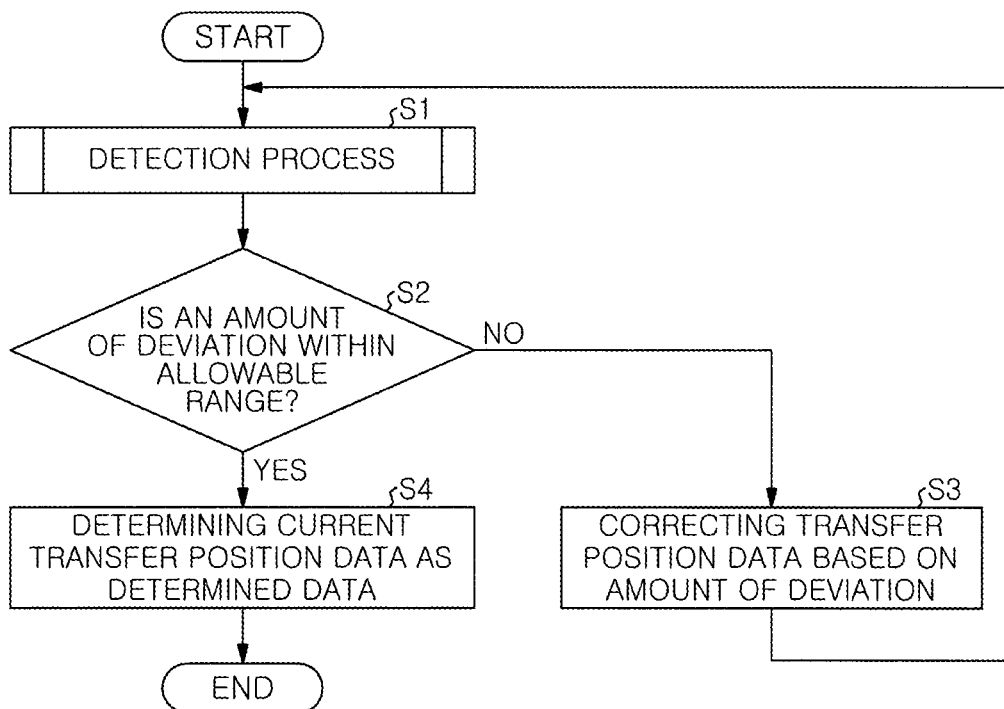 START
S1
DETECTION PROCESS
S2
IS AN AMOUNT
OF DEVIATION WITHIN
ALLOWABLE
RANGE?
NO
YES
S4
DETERMINING CURRENT
TRANSFER POSITION DATA AS
DETERMINED DATA
S3
CORRECTING TRANSFER
POSITION DATA BASED ON
AMOUNT OF DEVIATION
END